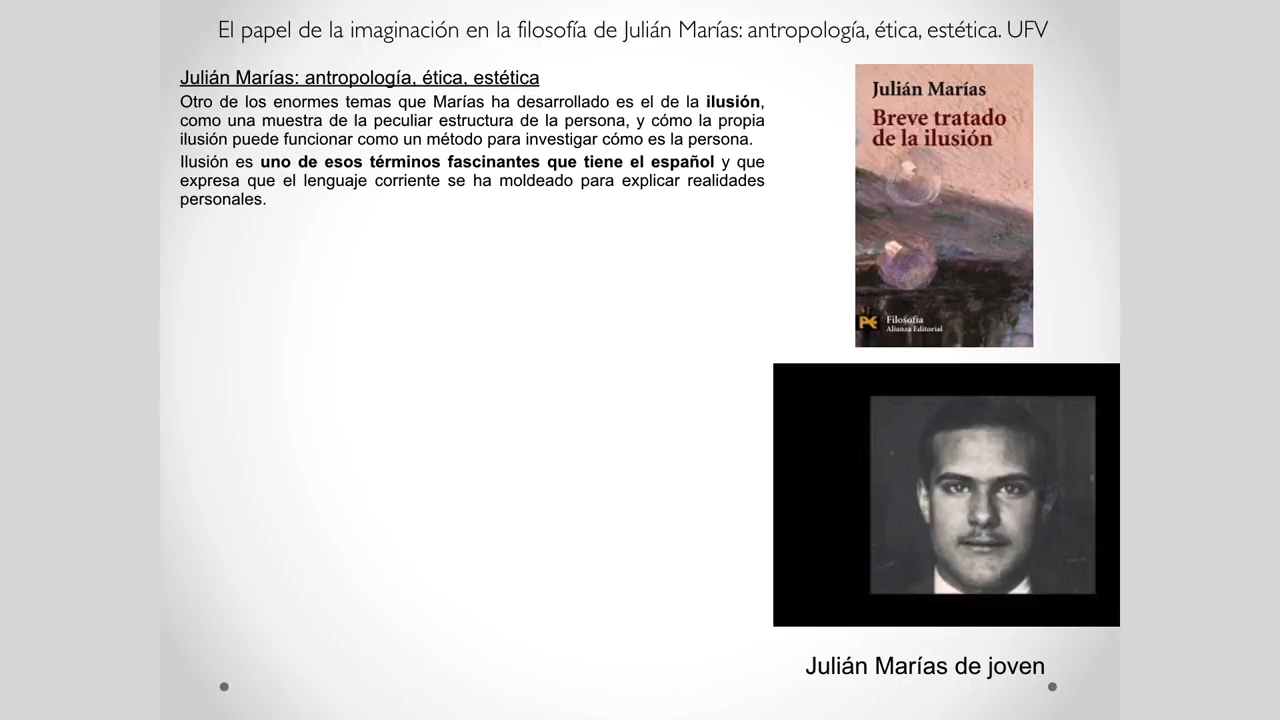 El papel de la imaginación en la filosofía de Julián Marías: antropología, ética, estética. UFV
Julián Marías: antropología, ética, estética
Otro de los enormes temas que Marías ha desarrollado es el de la ilusión,
como una muestra de la peculiar estructura de la persona, y cómo la propia
ilusión puede funcionar como un método para investigar cómo es la persona.
Ilusión es uno de esos términos fascinantes que tiene el español y que
expresa que el lenguaje corriente se ha moldeado para explicar realidades
personales.
Julián Marías
Breve tratado
de la ilusión
Filosofía
Alianza Editorial
Julián Marías de joven